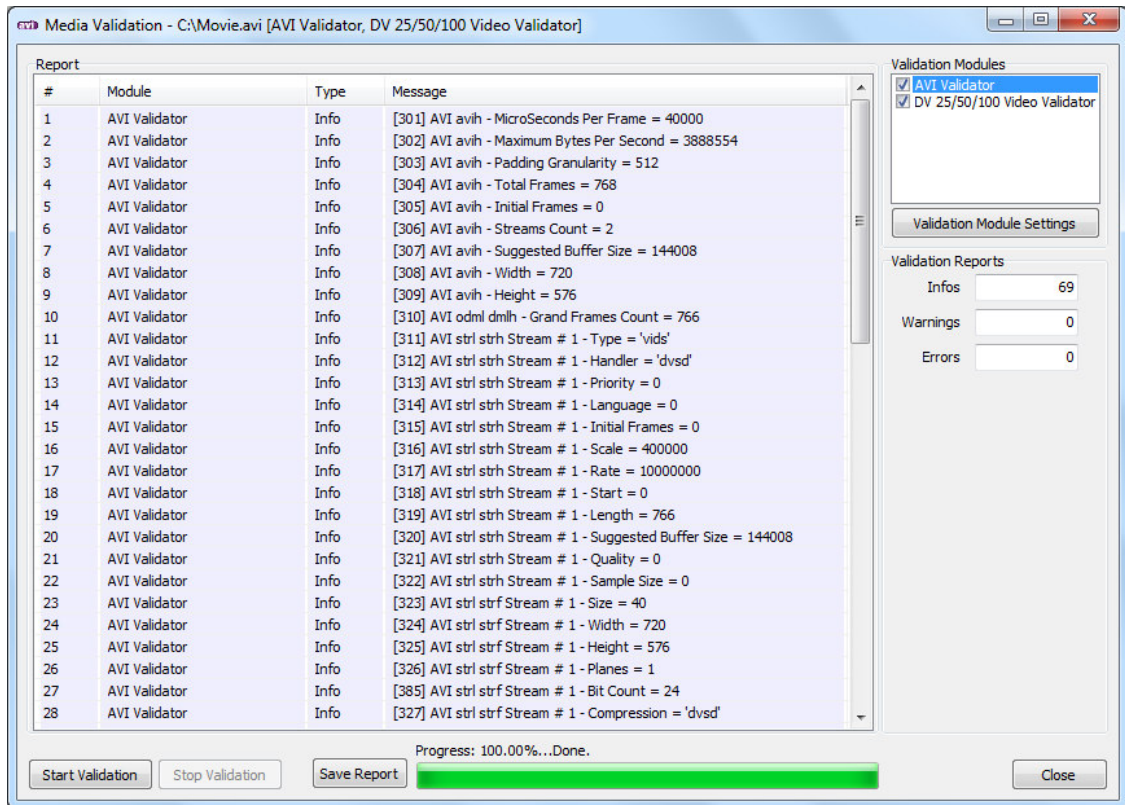 avi Media Validation - C:\Movie.avi [AVI Validator, DV 25/50/100 Video Validator]
Report
# Module Type Message
1 AVI Validator Info [301] AVI avih - MicroSeconds Per Frame = 40000
2 AVI Validator Info [302] AVI avih - Maximum Bytes Per Second = 3888554
3 AVI Validator Info [303] AVI avih - Padding Granularity = 512
4 AVI Validator Info [304] AVI avih - Total Frames = 768
5 AVI Validator Info [305] AVI avih - Initial Frames = 0
6 AVI Validator Info [306] AVI avih - Streams Count = 2
7 AVI Validator Info [307] AVI avih - Suggested Buffer Size = 144008
8 AVI Validator Info [308] AVI avih - Width = 720
9 AVI Validator Info [309] AVI avih - Height = 576
10 AVI Validator Info [310] AVI odml dmlh - Grand Frames Count = 766
11 AVI Validator Info [311] AVI strl strh Stream # 1 - Type = 'vids'
12 AVI Validator Info [312] AVI strl strh Stream # 1 - Handler = 'dvsd'
13 AVI Validator Info [313] AVI strl strh Stream # 1 - Priority = 0
14 AVI Validator Info [314] AVI strl strh Stream # 1 - Language = 0
15 AVI Validator Info [315] AVI strl strh Stream # 1 - Initial Frames = 0
16 AVI Validator Info [316] AVI strl strh Stream # 1 - Scale = 400000
17 AVI Validator Info [317] AVI strl strh Stream # 1 - Rate = 10000000
18 AVI Validator Info [318] AVI strl strh Stream # 1 - Start = 0
19 AVI Validator Info [319] AVI strl strh Stream # 1 - Length = 766
20 AVI Validator Info [320] AVI strl strh Stream # 1 - Suggested Buffer Size = 144008
21 AVI Validator Info [321] AVI strl strh Stream # 1 - Quality = 0
22 AVI Validator Info [322] AVI strl strh Stream # 1 - Sample Size = 0
23 AVI Validator Info [323] AVI strl strf Stream # 1 - Size = 40
24 AVI Validator Info [324] AVI strl strf Stream # 1 - Width = 720
25 AVI Validator Info [325] AVI strl strf Stream # 1 - Height = 576
26 AVI Validator Info [326] AVI strl strf Stream # 1 - Planes = 1
27 AVI Validator Info [385] AVI strl strf Stream # 1 - Bit Count = 24
28 AVI Validator Info [327] AVI strl strf Stream # 1 - Compression = 'dvsd'
Validation Modules
AVI Validator
DV 25/50/100 Video Validator
Validation Module Settings
Validation Reports
Infos 69
Warnings 0
Errors 0
Progress: 100.00%...Done.
Start Validation Stop Validation Save Report Close